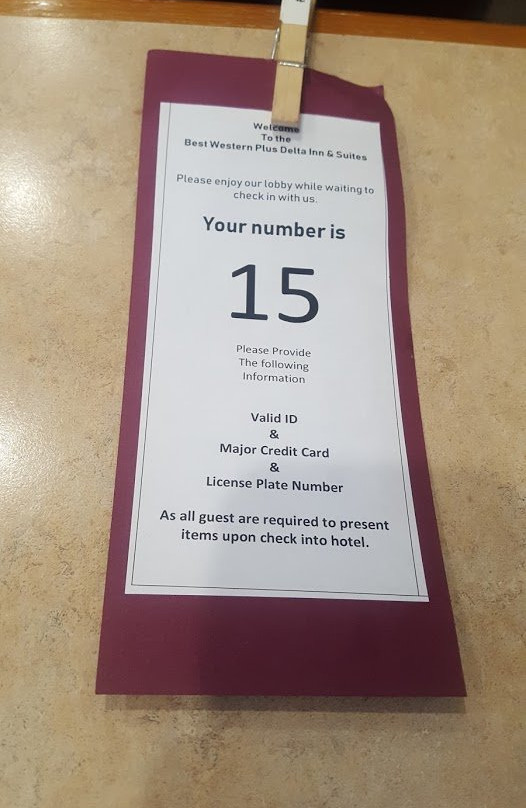 Welcome
To the
Best Western Plus Delta Inn & Suites
Please enjoy our lobby while waiting to
check in with us.
Your number is
15
Please Provide
The following
Information
Valid ID
&
Major Credit Card
&
License Plate Number
As all guest are required to present
items upon check into hotel.